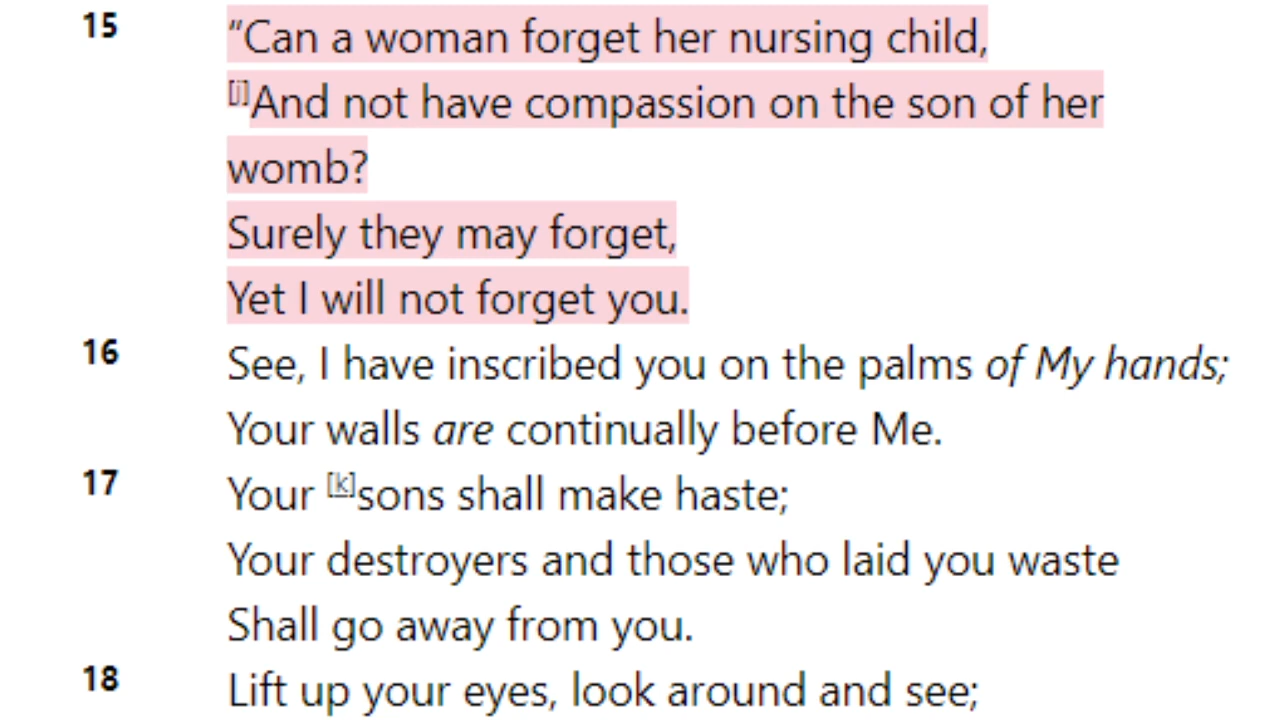 15 “Can a woman forget her nursing child,
[j]And not have compassion on the son of her
womb?
Surely they may forget,
Yet I will not forget you.
16 See, I have inscribed you on the palms of My hands;
Your walls are continually before Me.
17 Your [k]sons shall make haste;
Your destroyers and those who laid you waste
Shall go away from you.
18 Lift up your eyes, look around and see;